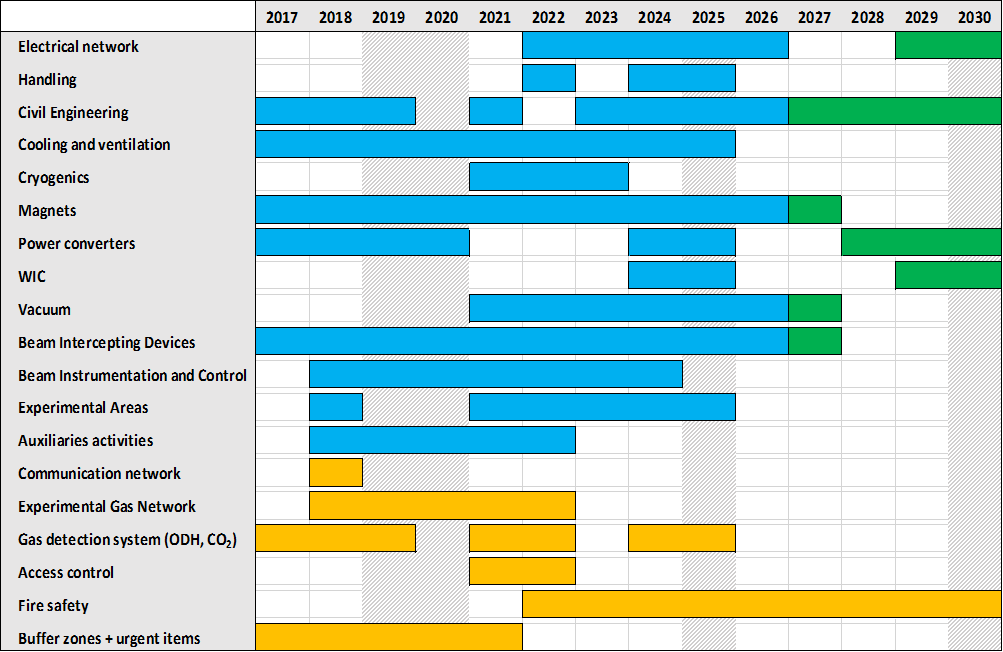 2017 2018 2019 2020 2021 2022 2023 2024 2025 2026 2027 2028 2029 2030
Electrical network
Handling
Civil Engineering
Cooling and ventilation
Cryogenics
Magnets
Power converters
WIC
Vacuum
Beam Intercepting Devices
Beam Instrumentation and Control
Experimental Areas
Auxiliaries activities
Communication network
Experimental Gas Network
Gas detection system (ODH, CO₂)
Access control
Fire safety
Buffer zones + urgent items